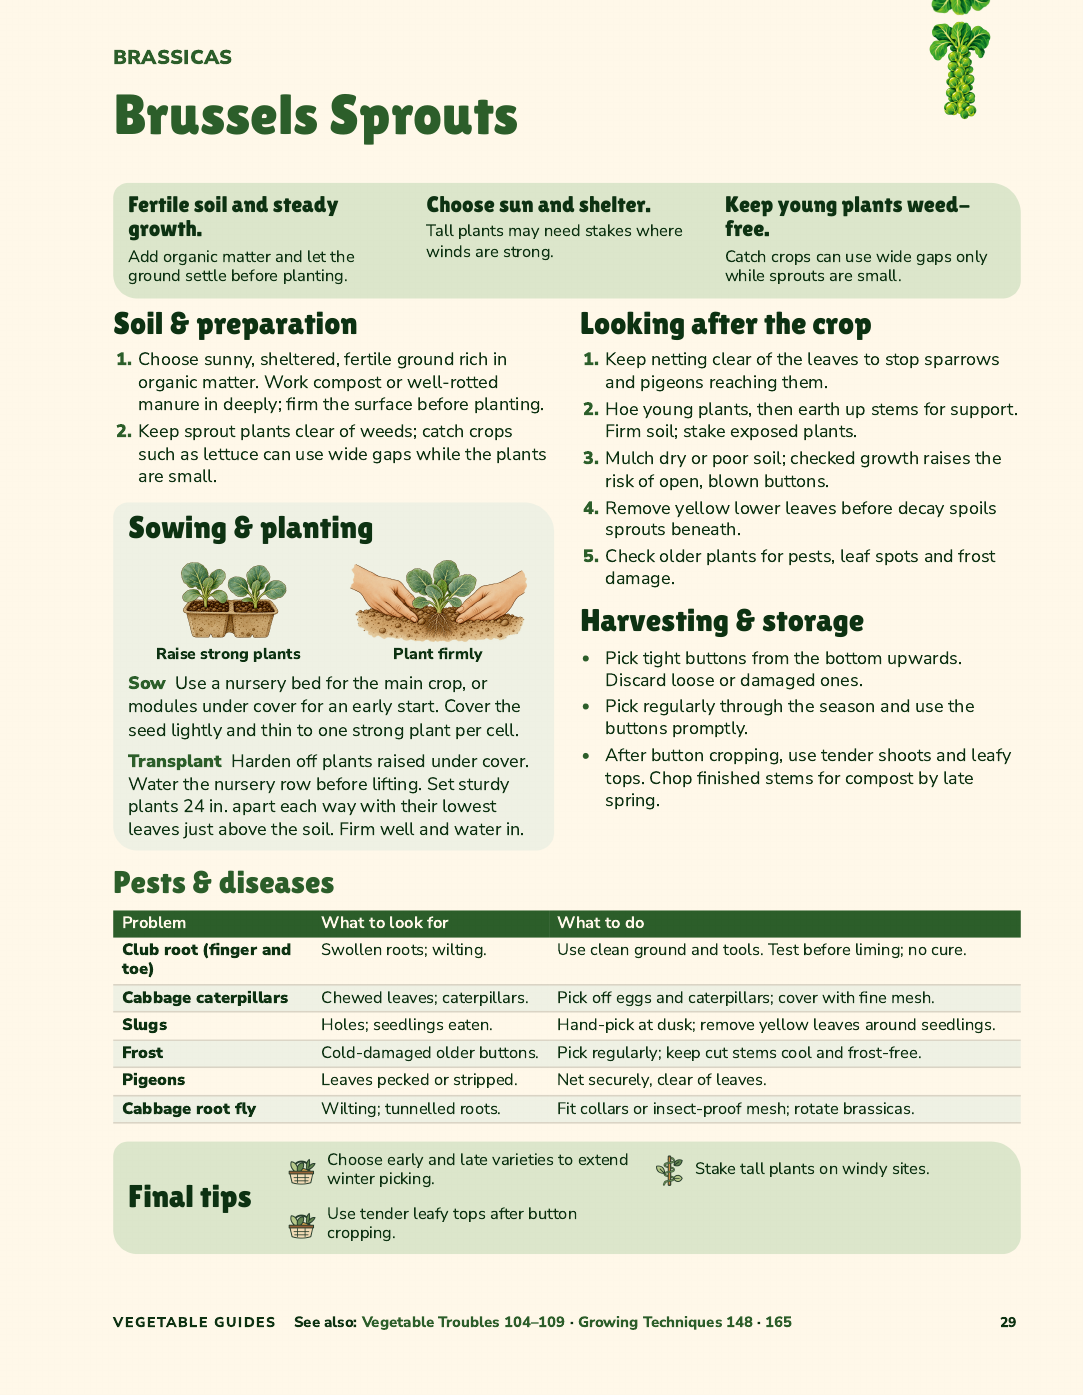 BRASSICAS
Brussels Sprouts
Fertile soil and steady
growth.
Add organic matter and let the
ground settle before planting.
Choose sun and shelter.
Tall plants may need stakes where
winds are strong.
Keep young plants weed-
free.
Catch crops can use wide gaps only
while sprouts are small.
Soil & preparation
1. Choose sunny, sheltered, fertile ground rich in
organic matter. Work compost or well-rotted
manure in deeply; firm the surface before planting.
2. Keep sprout plants clear of weeds; catch crops
such as lettuce can use wide gaps while the plants
are small.
Sowing & planting
Raise strong plants
Plant firmly
Sow Use a nursery bed for the main crop, or
modules under cover for an early start. Cover the
seed lightly and thin to one strong plant per cell.
Transplant Harden off plants raised under cover.
Water the nursery row before lifting. Set sturdy
plants 24 in. apart each way with their lowest
leaves just above the soil. Firm well and water in.
Looking after the crop
1. Keep netting clear of the leaves to stop sparrows
and pigeons reaching them.
2. Hoe young plants, then earth up stems for support.
Firm soil; stake exposed plants.
3. Mulch dry or poor soil; checked growth raises the
risk of open, blown buttons.
4. Remove yellow lower leaves before decay spoils
sprouts beneath.
5. Check older plants for pests, leaf spots and frost
damage.
Harvesting & storage
• Pick tight buttons from the bottom upwards.
Discard loose or damaged ones.
• Pick regularly through the season and use the
buttons promptly.
• After button cropping, use tender shoots and leafy
tops. Chop finished stems for compost by late
spring.
Pests & diseases
Problem What to look for What to do
Club root (finger and
toe) Swollen roots; wilting. Use clean ground and tools. Test before liming; no cure.
Cabbage caterpillars Chewed leaves; caterpillars. Pick off eggs and caterpillars; cover with fine mesh.
Slugs Holes; seedlings eaten. Hand-pick at dusk; remove yellow leaves around seedlings.
Frost Cold-damaged older buttons. Pick regularly; keep cut stems cool and frost-free.
Pigeons Leaves pecked or stripped. Net securely, clear of leaves.
Cabbage root fly Wilting; tunnelled roots. Fit collars or insect-proof mesh; rotate brassicas.
Final tips
Choose early and late varieties to extend
winter picking.
Stake tall plants on windy sites.
Use tender leafy tops after button
cropping.
VEGETABLE GUIDES See also: Vegetable Troubles 104–109 · Growing Techniques 148 · 165 29